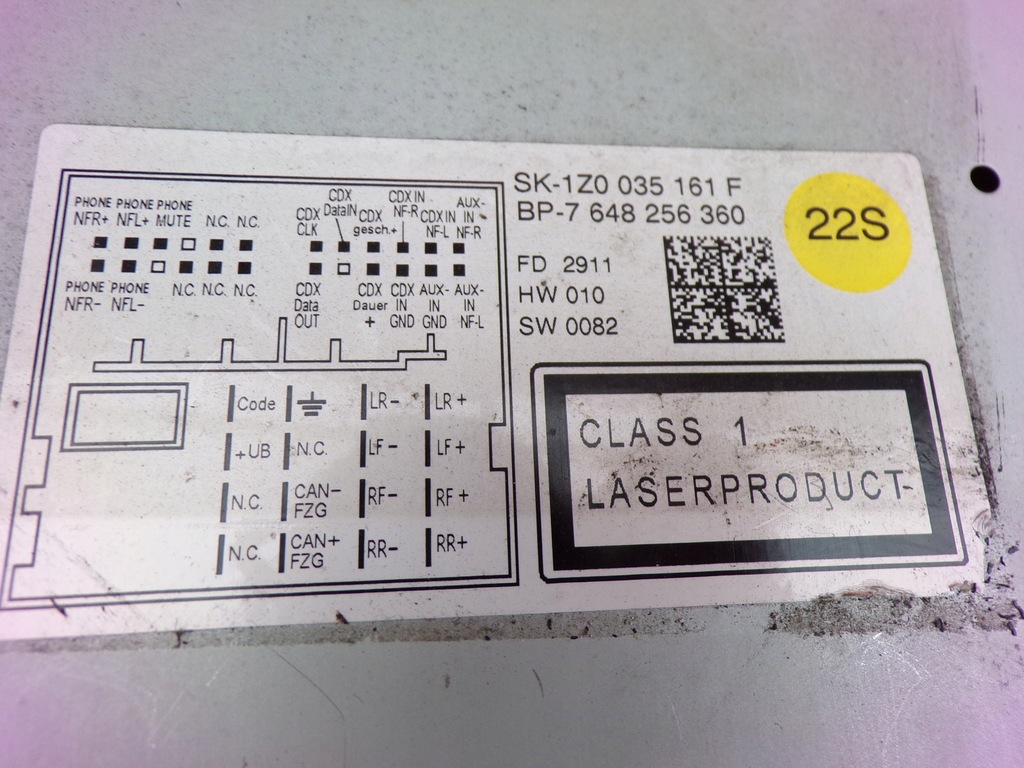 SK-1Z0 035 161 F
BP-7 648 256 360
22S
FD 2911
HW 010
SW 0082
PHONE PHONE PHONE
NFR+ NFL+ MUTE N.C. N.C.
PHONE PHONE N.C. N.C. N.C.
NFR− NFL−
CDX
CLK
CDX
DataIN
CDX
gesch.+
CDX IN
NF-R
CDX IN
NF-L
AUX-
IN
NF-R
CDX
Data
OUT
CDX
Dauer
+
CDX
IN
GND
AUX-
IN
GND
AUX-
IN
NF-L
Code LR− LR+
+UB N.C. LF− LF+
N.C. CAN−
FZG RF− RF+
N.C. CAN+
FZG RR− RR+
CLASS 1
LASERPRODUCT